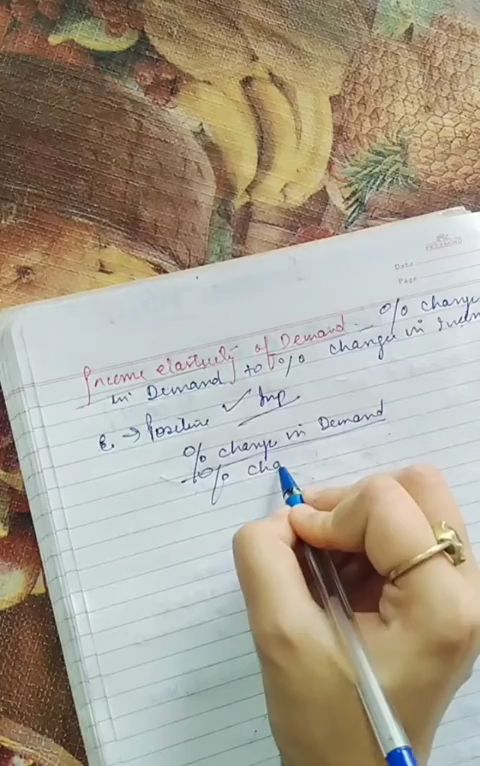 Date
Page
Income elasticity of Demand - % change
in Demand to % change in Incom
E. → Positive ✓ Imp
% change in Demand
% cha